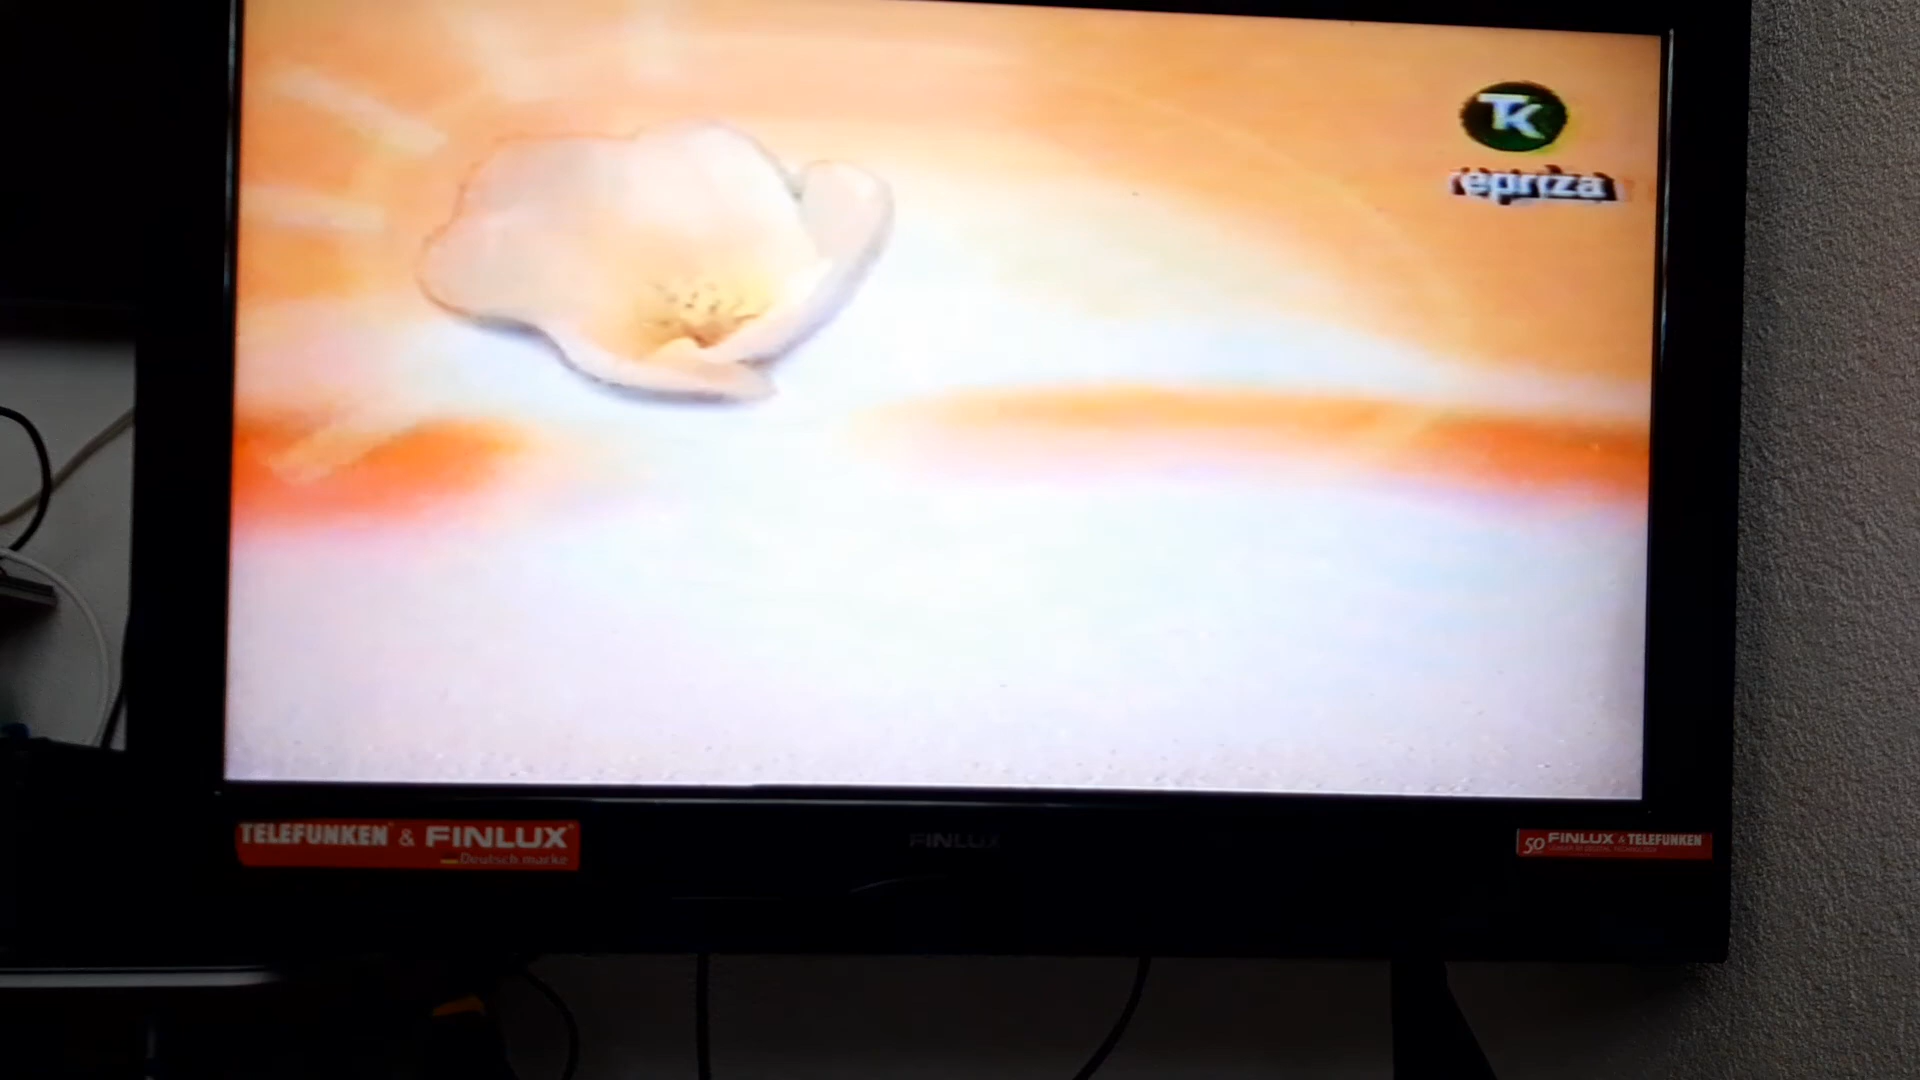 TK
repriza
TELEFUNKEN & FINLUX
Deutsch marke
FINLUX
50 FINLUX & TELEFUNKEN